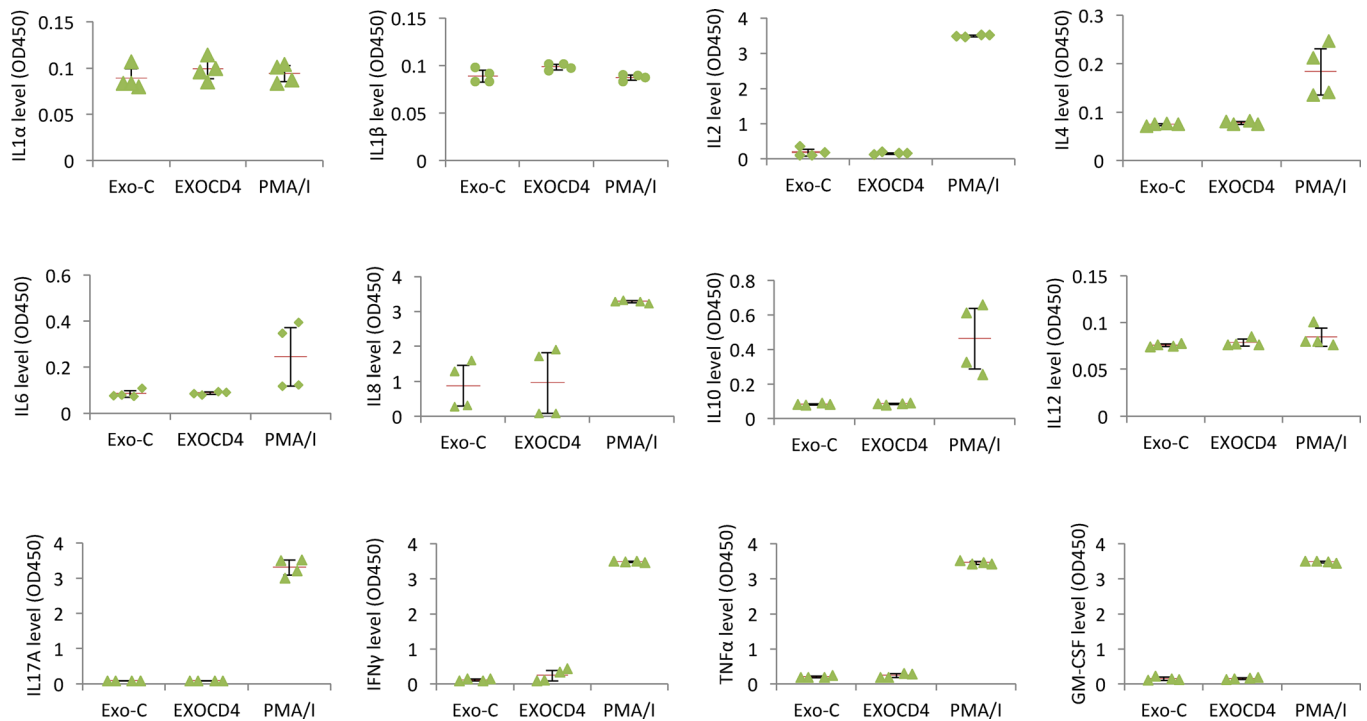 IL1α level (OD450)
0.15
0.1
0.05
0
Exo-C EXOCD4 PMA/I
IL1β level (OD450)
0.15
0.1
0.05
0
Exo-C EXOCD4 PMA/I
IL2 level (OD450)
4
3
2
1
0
Exo-C EXOCD4 PMA/I
IL4 level (OD450)
0.3
0.2
0.1
0
Exo-C EXOCD4 PMA/I
IL6 level (OD450)
0.6
0.4
0.2
0
Exo-C EXOCD4 PMA/I
IL8 level (OD450)
4
3
2
1
0
Exo-C EXOCD4 PMA/I
IL10 level (OD450)
0.8
0.6
0.4
0.2
0
Exo-C EXOCD4 PMA/I
IL12 level (OD450)
0.15
0.1
0.05
0
Exo-C EXOCD4 PMA/I
IL17A level (OD450)
4
3
2
1
0
Exo-C EXOCD4 PMA/I
IFNγ level (OD450)
4
3
2
1
0
Exo-C EXOCD4 PMA/I
TNFα level (OD450)
4
3
2
1
0
Exo-C EXOCD4 PMA/I
GM-CSF level (OD450)
4
3
2
1
0
Exo-C EXOCD4 PMA/I